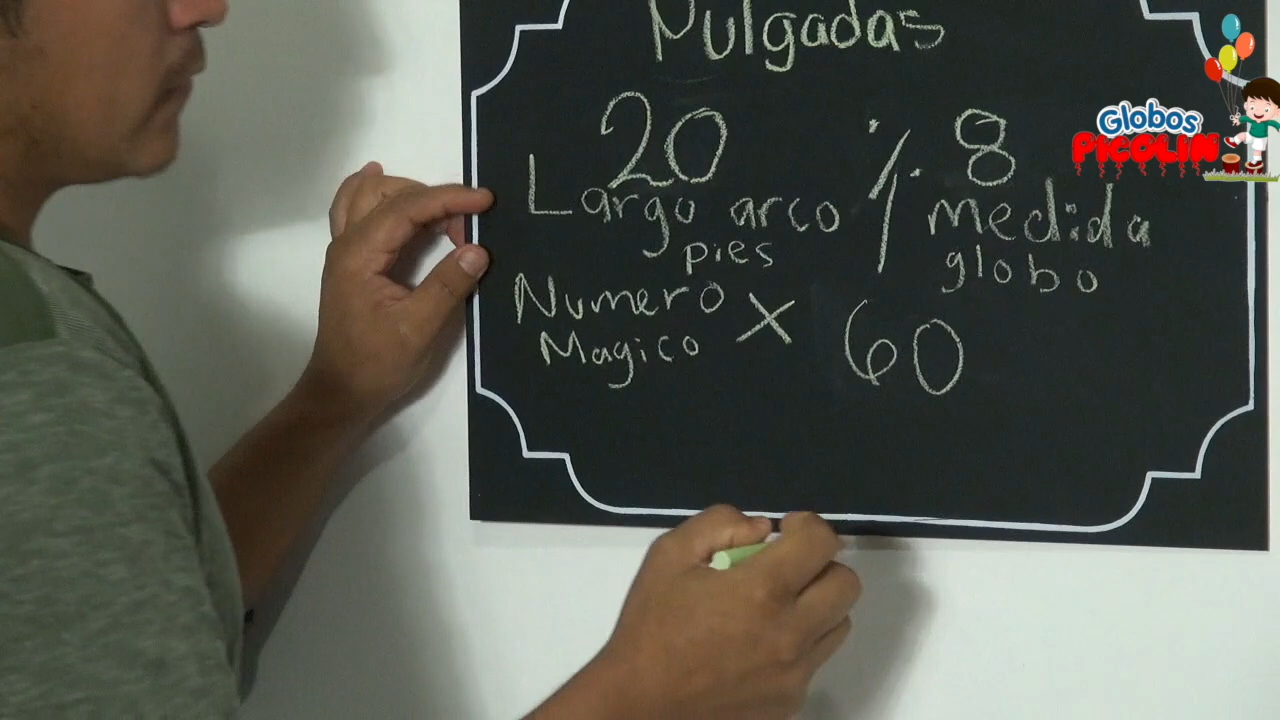 Pulgadas
20 ⁒ 8
Largo arco / medida
pies globo
Numero x 60
Magico
Globos
PICOLIN